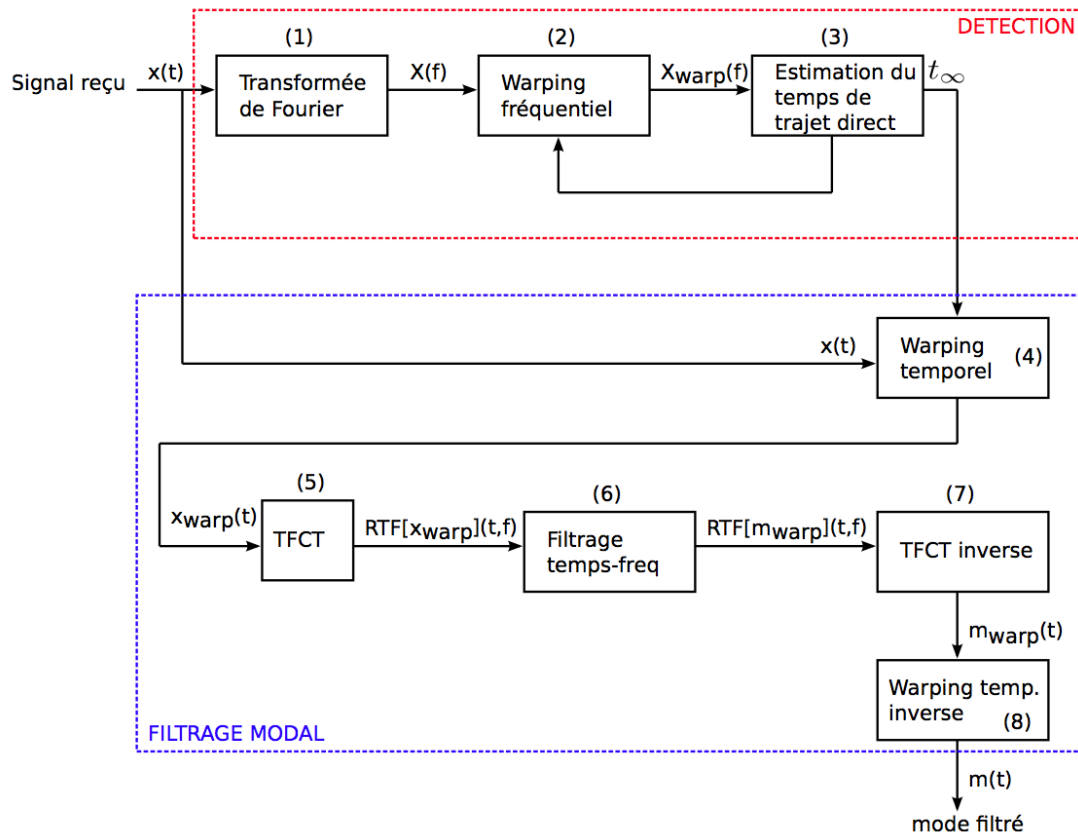 DETECTION
(1)
(2)
(3)
Signal reçu
x(t)
Transformée
de Fourier
X(f)
Warping
fréquentiel
Xwarp(f)
Estimation du
temps de
trajet direct
t∞
x(t)
Warping
temporel
(4)
xwarp(t)
(5)
TFCT
RTF[xwarp](t,f)
(6)
Filtrage
temps-freq
RTF[mwarp](t,f)
(7)
TFCT inverse
mwarp(t)
Warping temp.
inverse
(8)
FILTRAGE MODAL
m(t)
mode filtré